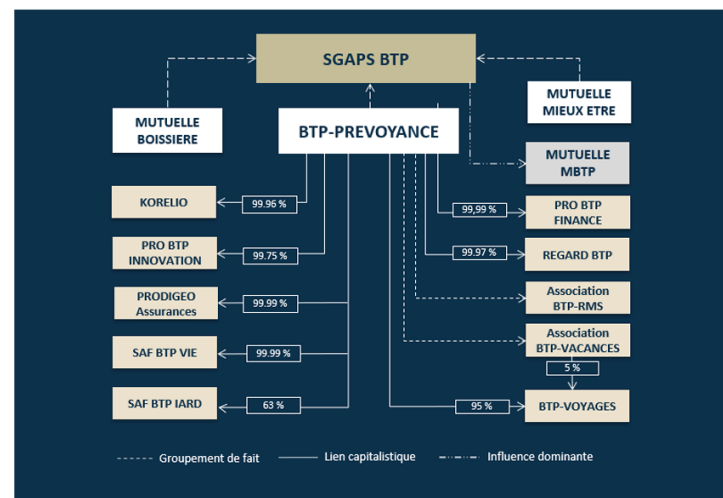 SGAPS BTP
MUTUELLE
BOISSIERE
BTP-PREVOYANCE
MUTUELLE
MIEUX ETRE
MUTUELLE
MBTP
KORELIO
99.96 %
99,99 %
PRO BTP
FINANCE
PRO BTP
INNOVATION
99.75 %
99.97 %
REGARD BTP
PRODIGEO
Assurances
99.99 %
Association
BTP-RMS
SAF BTP VIE
99.99 %
Association
BTP-VACANCES
5 %
SAF BTP IARD
63 %
95 %
BTP-VOYAGES
Groupement de fait
Lien capitalistique
Influence dominante